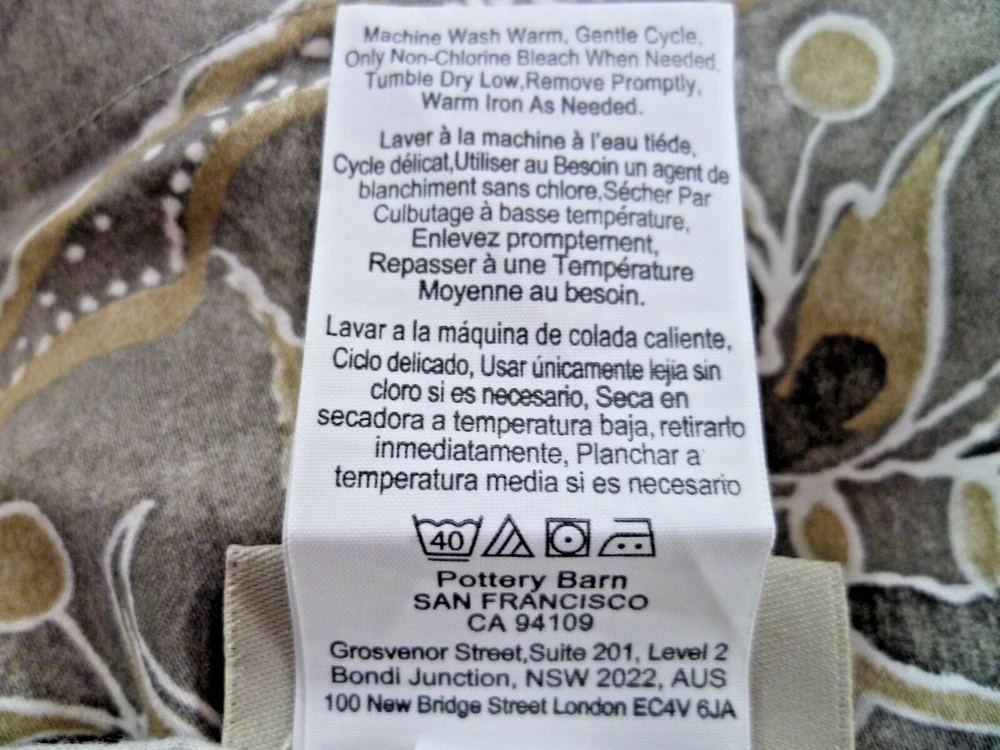 Machine Wash Warm, Gentle Cycle,
Only Non-Chlorine Bleach When Needed,
Tumble Dry Low,Remove Promptly,
Warm Iron As Needed.
Laver à la machine à l'eau tiéde,
Cycle délicat,Utiliser au Besoin un agent de
blanchiment sans chlore,Sécher Par
Culbutage à basse température,
Enlevez promptement,
Repasser à une Température
Moyenne au besoin.
Lavar a la máquina de colada caliente,
Ciclo delicado, Usar únicamente lejía sin
cloro si es necesario, Seca en
secadora a temperatura baja, retirarlo
inmediatamente, Planchar a
temperatura media si es necesario
40
Pottery Barn
SAN FRANCISCO
CA 94109
Grosvenor Street,Suite 201, Level 2
Bondi Junction, NSW 2022, AUS
100 New Bridge Street London EC4V 6JA